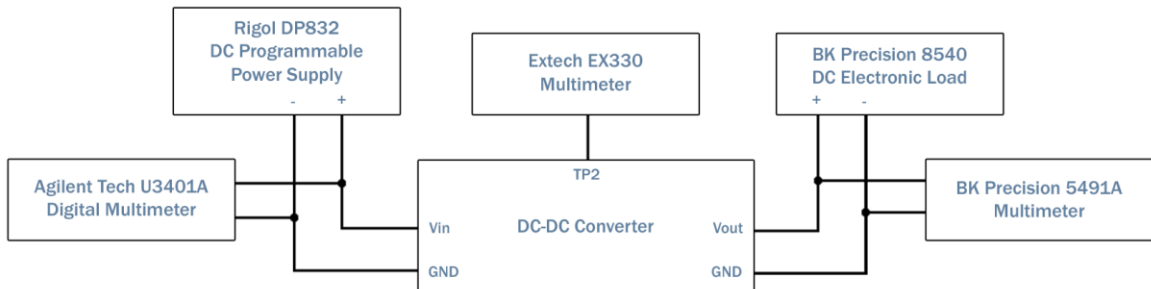 Rigol DP832
DC Programmable
Power Supply
-
+
Extech EX330
Multimeter
BK Precision 8540
DC Electronic Load
+
-
Agilent Tech U3401A
Digital Multimeter
TP2
Vin
DC-DC Converter
Vout
GND
GND
BK Precision 5491A
Multimeter